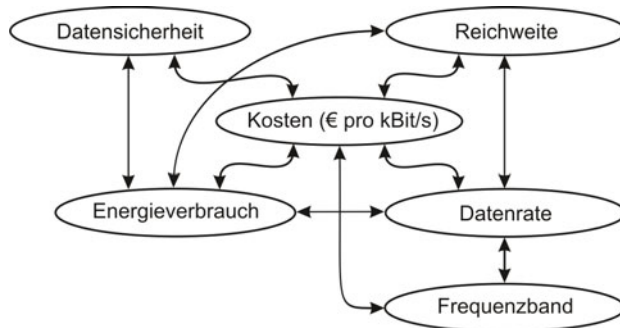 Datensicherheit
Reichweite
Kosten (€ pro kBit/s)
Energieverbrauch
Datenrate
Frequenzband